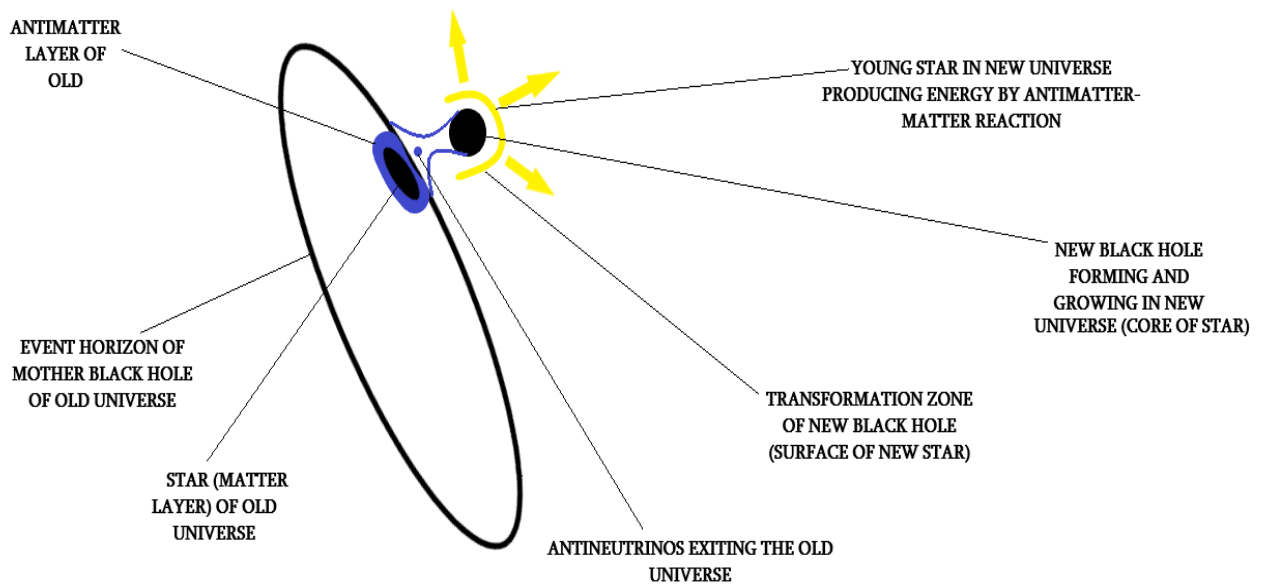 ANTIMATTER
LAYER OF
OLD
YOUNG STAR IN NEW UNIVERSE
PRODUCING ENERGY BY ANTIMATTER-
MATTER REACTION
NEW BLACK HOLE
FORMING AND
GROWING IN NEW
UNIVERSE (CORE OF STAR)
EVENT HORIZON OF
MOTHER BLACK HOLE
OF OLD UNIVERSE
TRANSFORMATION ZONE
OF NEW BLACK HOLE
(SURFACE OF NEW STAR)
STAR (MATTER
LAYER) OF OLD
UNIVERSE
ANTINEUTRINOS EXITING THE OLD
UNIVERSE